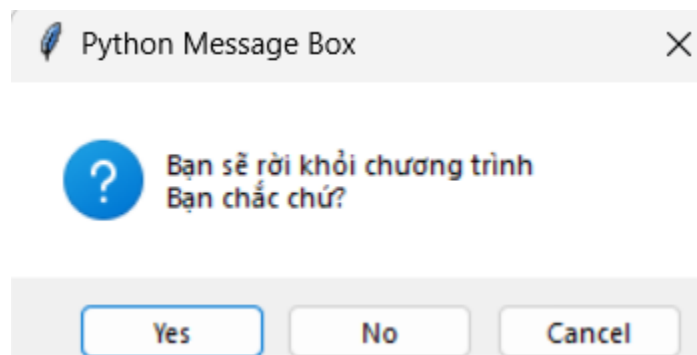 Python Message Box
Bạn sẽ rời khỏi chương trình
Bạn chắc chứ?
Yes No Cancel